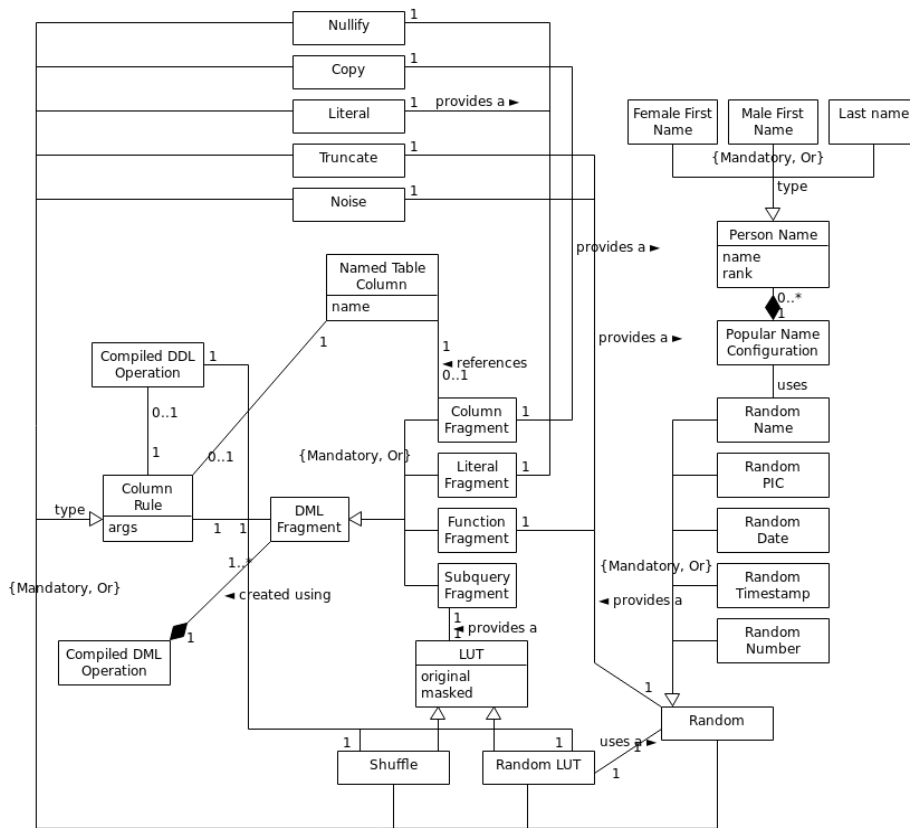 Nullify
1
Copy
1
Literal
1
provides a ►
Truncate
1
Noise
1
Female First
Name
Male First
Name
Last name
{Mandatory, Or}
type
Person Name
name
rank
provides a ►
0..*
1
Popular Name
Configuration
provides a ►
uses
Named Table
Column
name
1
1
◄ references
0..1
Compiled DDL
Operation
1
0..1
1
Column
Fragment
1
{Mandatory, Or}
0..1
Literal
Fragment
1
Random
Name
Random
PIC
type
Column
Rule
args
1
1
DML
Fragment
Function
Fragment
1
Random
Date
1..*
{Mandatory, Or}
◄ created using
Subquery
Fragment
{Mandatory, Or}
◄ provides a
Random
Timestamp
1
Compiled DML
Operation
1
◄ provides a
1
LUT
original
masked
Random
Number
1
Random
1
1
uses a ►
1
1
Shuffle
Random LUT